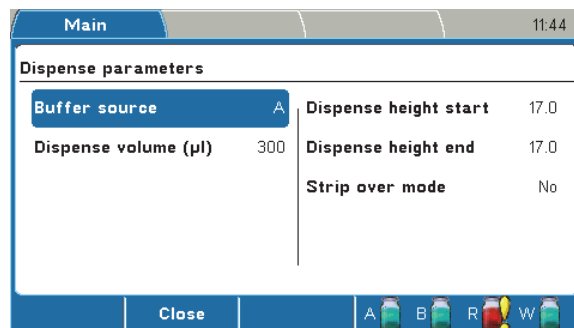 Main 11:44
Dispense parameters
Buffer source A
Dispense volume (µl) 300
Dispense height start 17.0
Dispense height end 17.0
Strip over mode No
Close A B R W